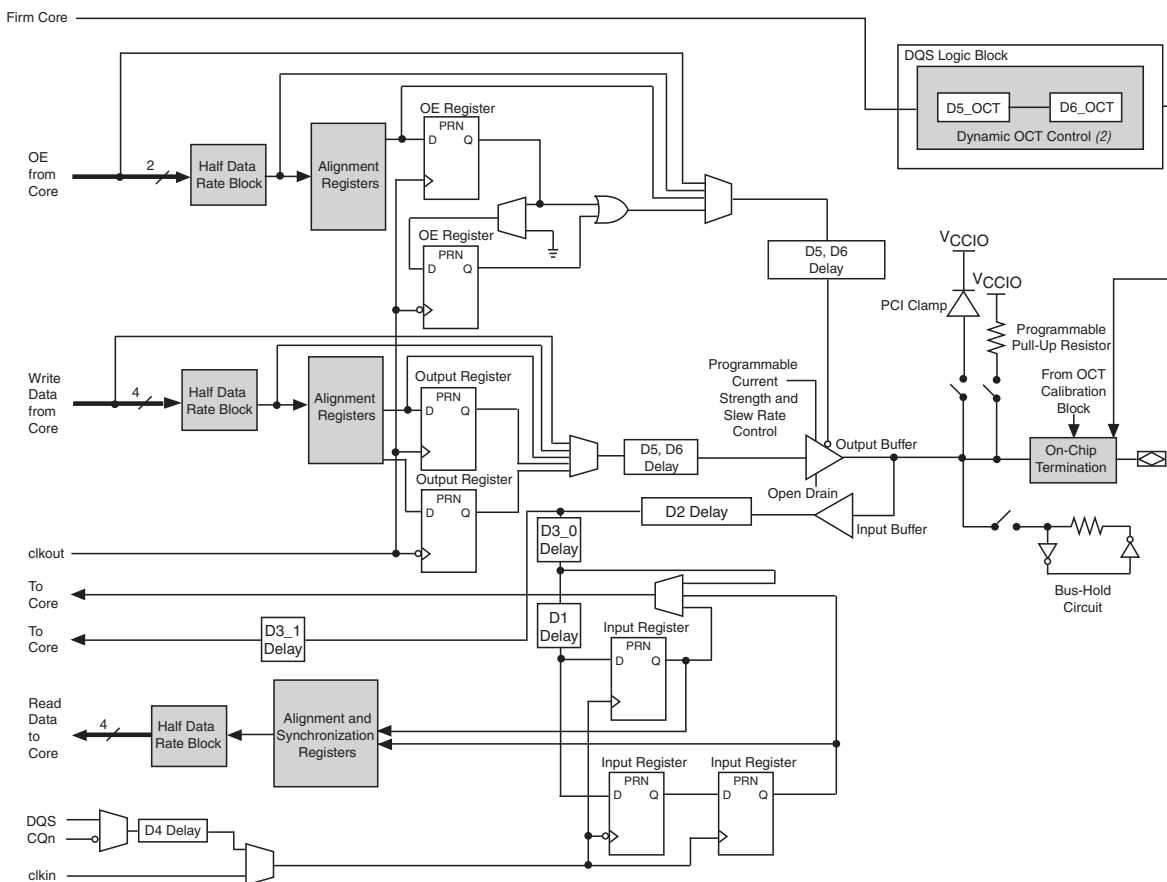 Firm Core
DQS Logic Block
D5_OCT
D6_OCT
Dynamic OCT Control (2)
OE
from
Core
2
Half Data
Rate Block
Alignment
Registers
OE Register
PRN
D
Q
OE Register
PRN
D
Q
D5, D6
Delay
VCCIO
PCI Clamp
VCCIO
Programmable
Pull-Up Resistor
From OCT
Calibration
Block
On-Chip
Termination
Write
Data
from
Core
4
Half Data
Rate Block
Alignment
Registers
Output Register
PRN
D
Q
Output Register
PRN
D
Q
D5, D6
Delay
Programmable
Current
Strength and
Slew Rate
Control
Output Buffer
Open Drain
Input Buffer
D2 Delay
D3_0
Delay
clkout
To
Core
D1
Delay
To
Core
D3_1
Delay
Input Register
PRN
D
Q
Bus-Hold
Circuit
Read
Data
to
Core
4
Half Data
Rate Block
Alignment and
Synchronization
Registers
Input Register
PRN
D
Q
Input Register
PRN
D
Q
DQS
CQn
D4 Delay
clkin